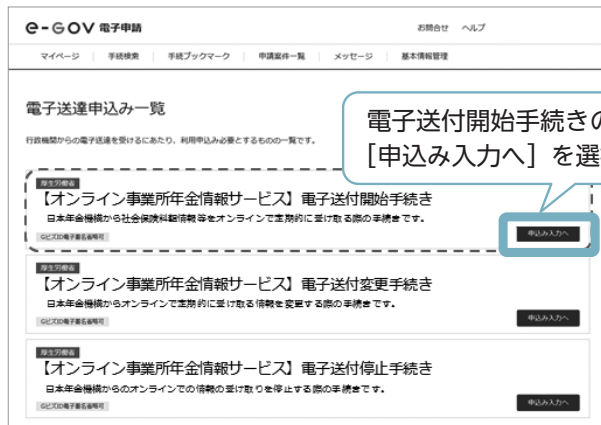 e-GOV 電子申請
お問合せ ヘルプ
マイページ 手続検索 手続ブックマーク 申請案件一覧 メッセージ 基本情報管理
電子送達申込み一覧
行政機関からの電子送達を受けるにあたり、利用申込み必要とするものの一覧です。
電子送付開始手続きの
[申込み入力へ] を選
厚生労働省
【オンライン事業所年金情報サービス】電子送付開始手続き
日本年金機構から社会保険料額情報等をオンラインで定期的に受け取る際の手続きです。
GビズID電子署名省略可
申込み入力へ
厚生労働省
【オンライン事業所年金情報サービス】電子送付変更手続き
日本年金機構からオンラインで定期的に受け取る情報を変更する際の手続きです。
GビズID電子署名省略可
申込み入力へ
厚生労働省
【オンライン事業所年金情報サービス】電子送付停止手続き
日本年金機構からのオンラインでの情報の受け取りを停止する際の手続きです。
GビズID電子署名省略可
申込み入力へ